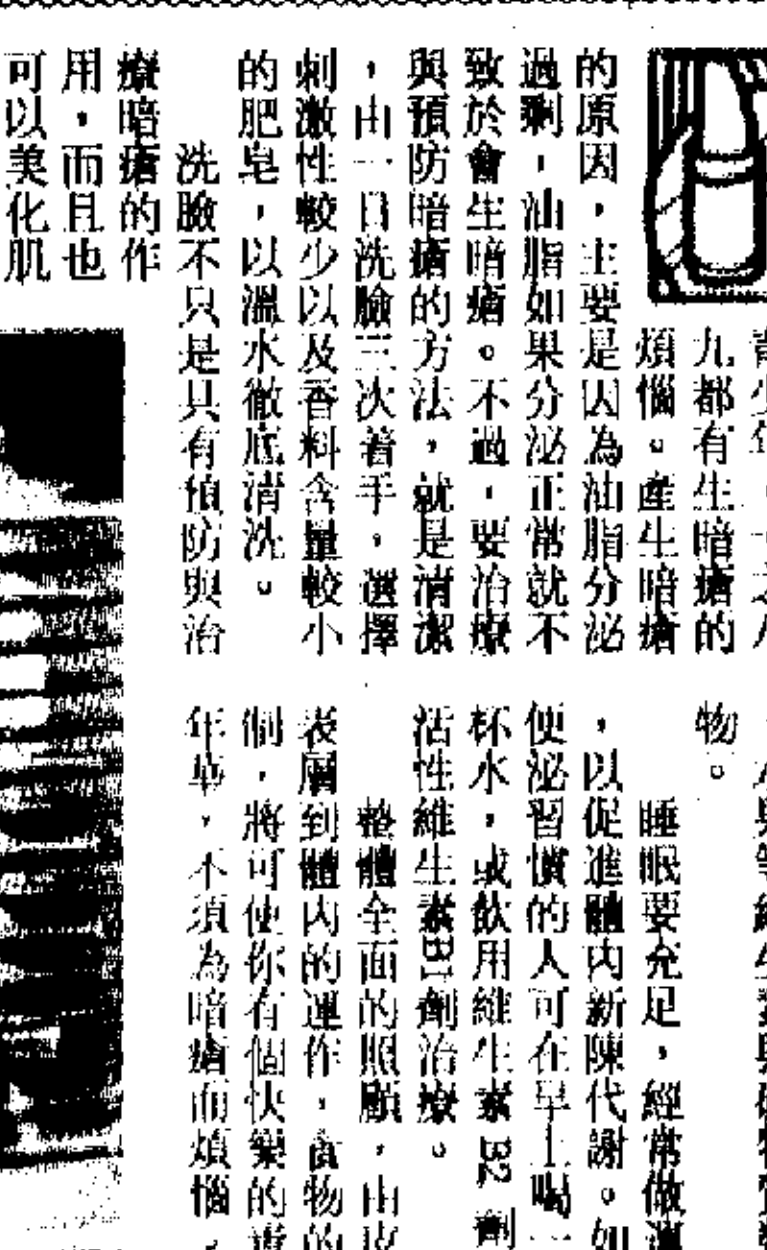 九都有生暗瘡的
煩惱。產生暗瘡
的原因，主要是因為油脂分泌
過剩，油脂如果分泌正常就不
致於會生暗瘡。不過，要治療
與預防暗瘡的方法，就是清潔
，由一日洗臉三次著手，選擇
刺激性較少以及香料含量較小
的肥皂，以溫水徹底清洗。
洗臉不只是具有預防與治
療暗瘡的作
用，而且也
可以美化肌
物。
睡眠要充足，經常做運
，以促進體內新陳代謝。如
便泌習慣的人可在早上喝一
杯水，或飲用維生素B2劑
活性維生素B1劑治療。
整體全面的照顧，由皮
表層到體內的運作，食物的
個，將可使你有個快樂的青
年華，不須為暗瘡而煩惱，